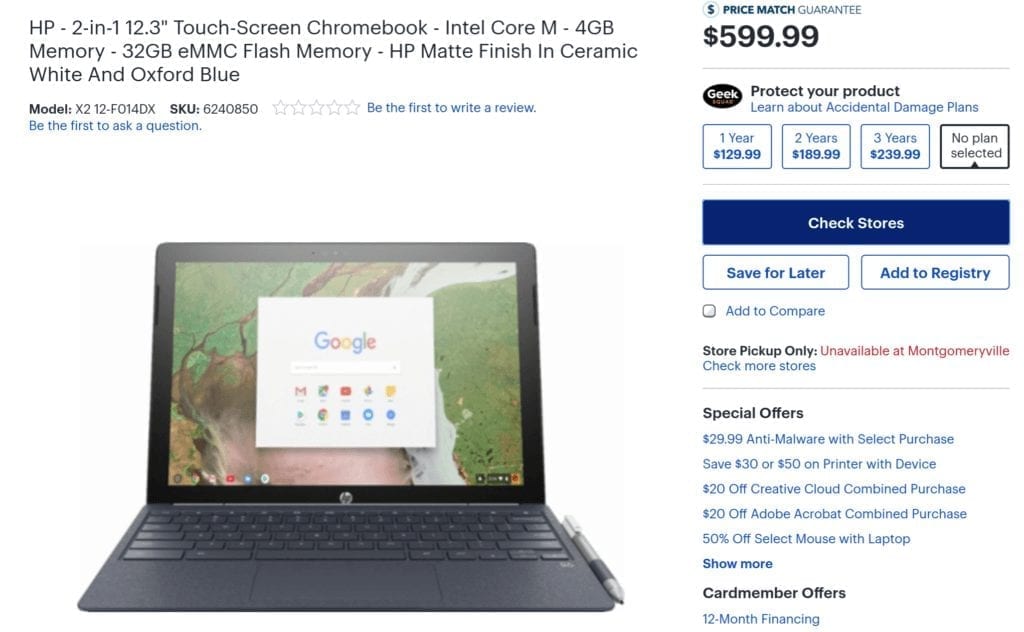 HP - 2-in-1 12.3" Touch-Screen Chromebook - Intel Core M - 4GB
Memory - 32GB eMMC Flash Memory - HP Matte Finish In Ceramic
White And Oxford Blue
Model: X2 12-F014DX SKU: 6240850 Be the first to write a review.
Be the first to ask a question.
Google
hp
$ PRICE MATCH GUARANTEE
$599.99
Geek
SQUAD
Protect your product
Learn about Accidental Damage Plans
1 Year
$129.99
2 Years
$189.99
3 Years
$239.99
No plan
selected
Check Stores
Save for Later
Add to Registry
Add to Compare
Store Pickup Only: Unavailable at Montgomeryville
Check more stores
Special Offers
$29.99 Anti-Malware with Select Purchase
Save $30 or $50 on Printer with Device
$20 Off Creative Cloud Combined Purchase
$20 Off Adobe Acrobat Combined Purchase
50% Off Select Mouse with Laptop
Show more
Cardmember Offers
12-Month Financing